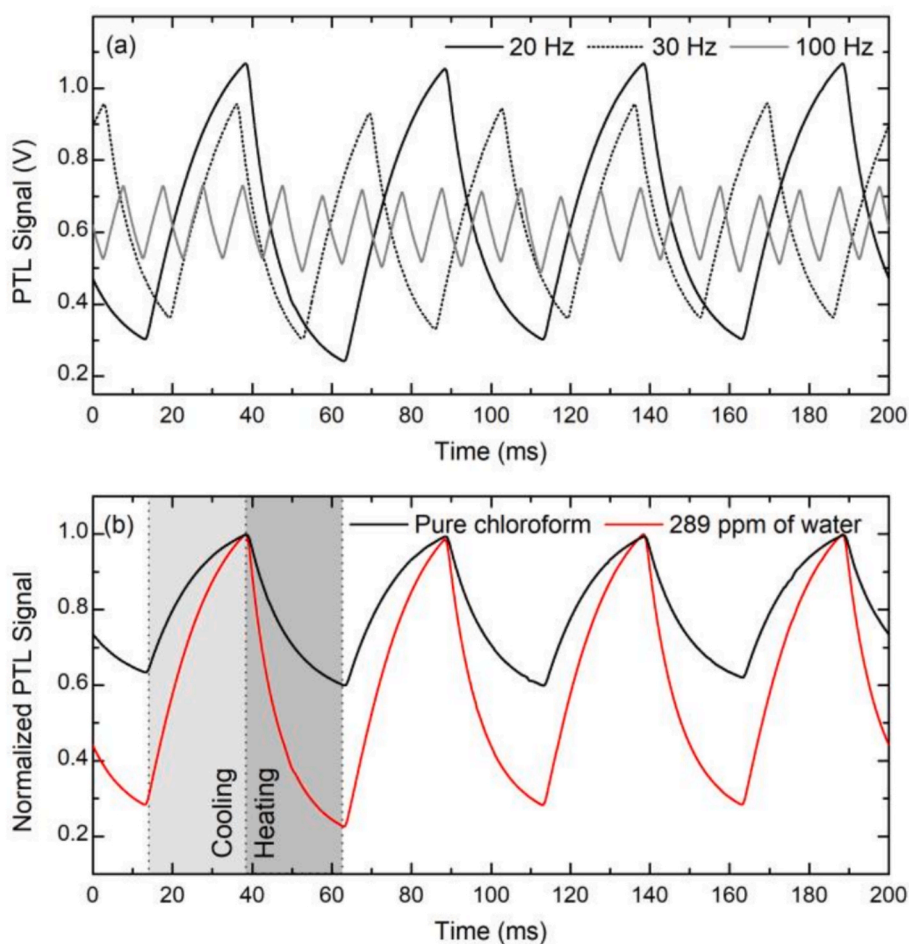 (a) 20 Hz 30 Hz 100 Hz
PTL Signal (V)
1.0
0.8
0.6
0.4
0.2
0 20 40 60 80 100 120 140 160 180 200
Time (ms)
(b) Pure chloroform 289 ppm of water
Normalized PTL Signal
1.0
0.8
0.6
0.4
0.2
Cooling
Heating
0 20 40 60 80 100 120 140 160 180 200
Time (ms)